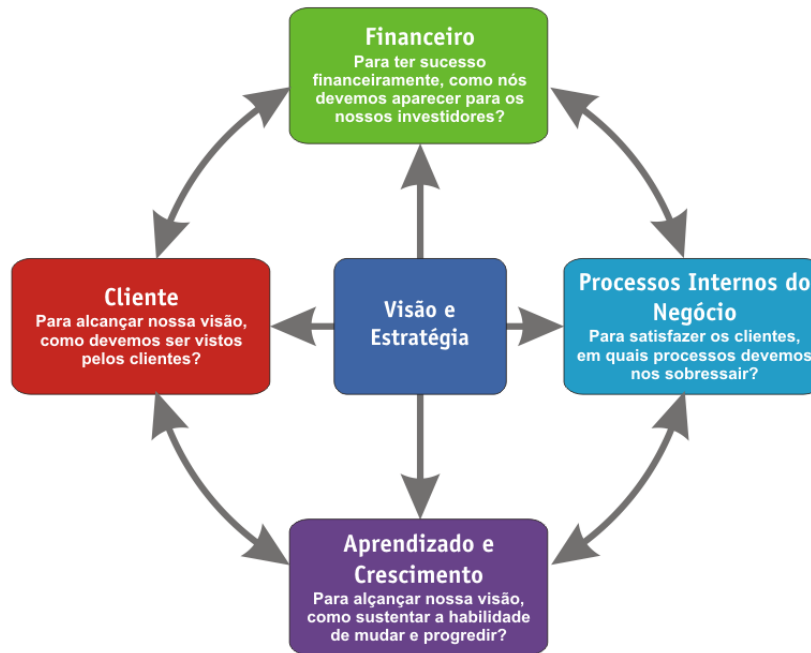 Financeiro
Para ter sucesso
financeiramente, como nós
devemos aparecer para os
nossos investidores?
Cliente
Para alcançar nossa visão,
como devemos ser vistos
pelos clientes?
Visão e
Estratégia
Processos Internos do
Negócio
Para satisfazer os clientes,
em quais processos devemos
nos sobressair?
Aprendizado e
Crescimento
Para alçançar nossa visão,
como sustentar a habilidade
de mudar e progredir?